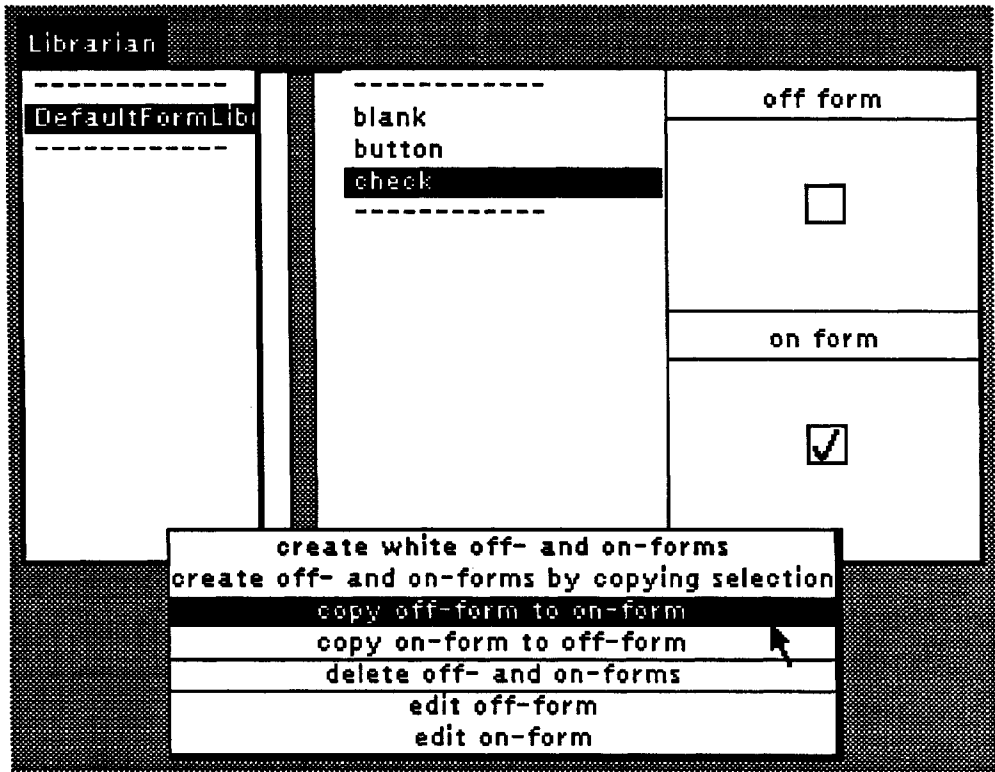 Librarian
------------
DefaultFormLibr
------------
------------
blank
button
check
------------
off form
on form
create white off- and on-forms
create off- and on-forms by copying selection
copy off-form to on-form
copy on-form to off-form
delete off- and on-forms
edit off-form
edit on-form